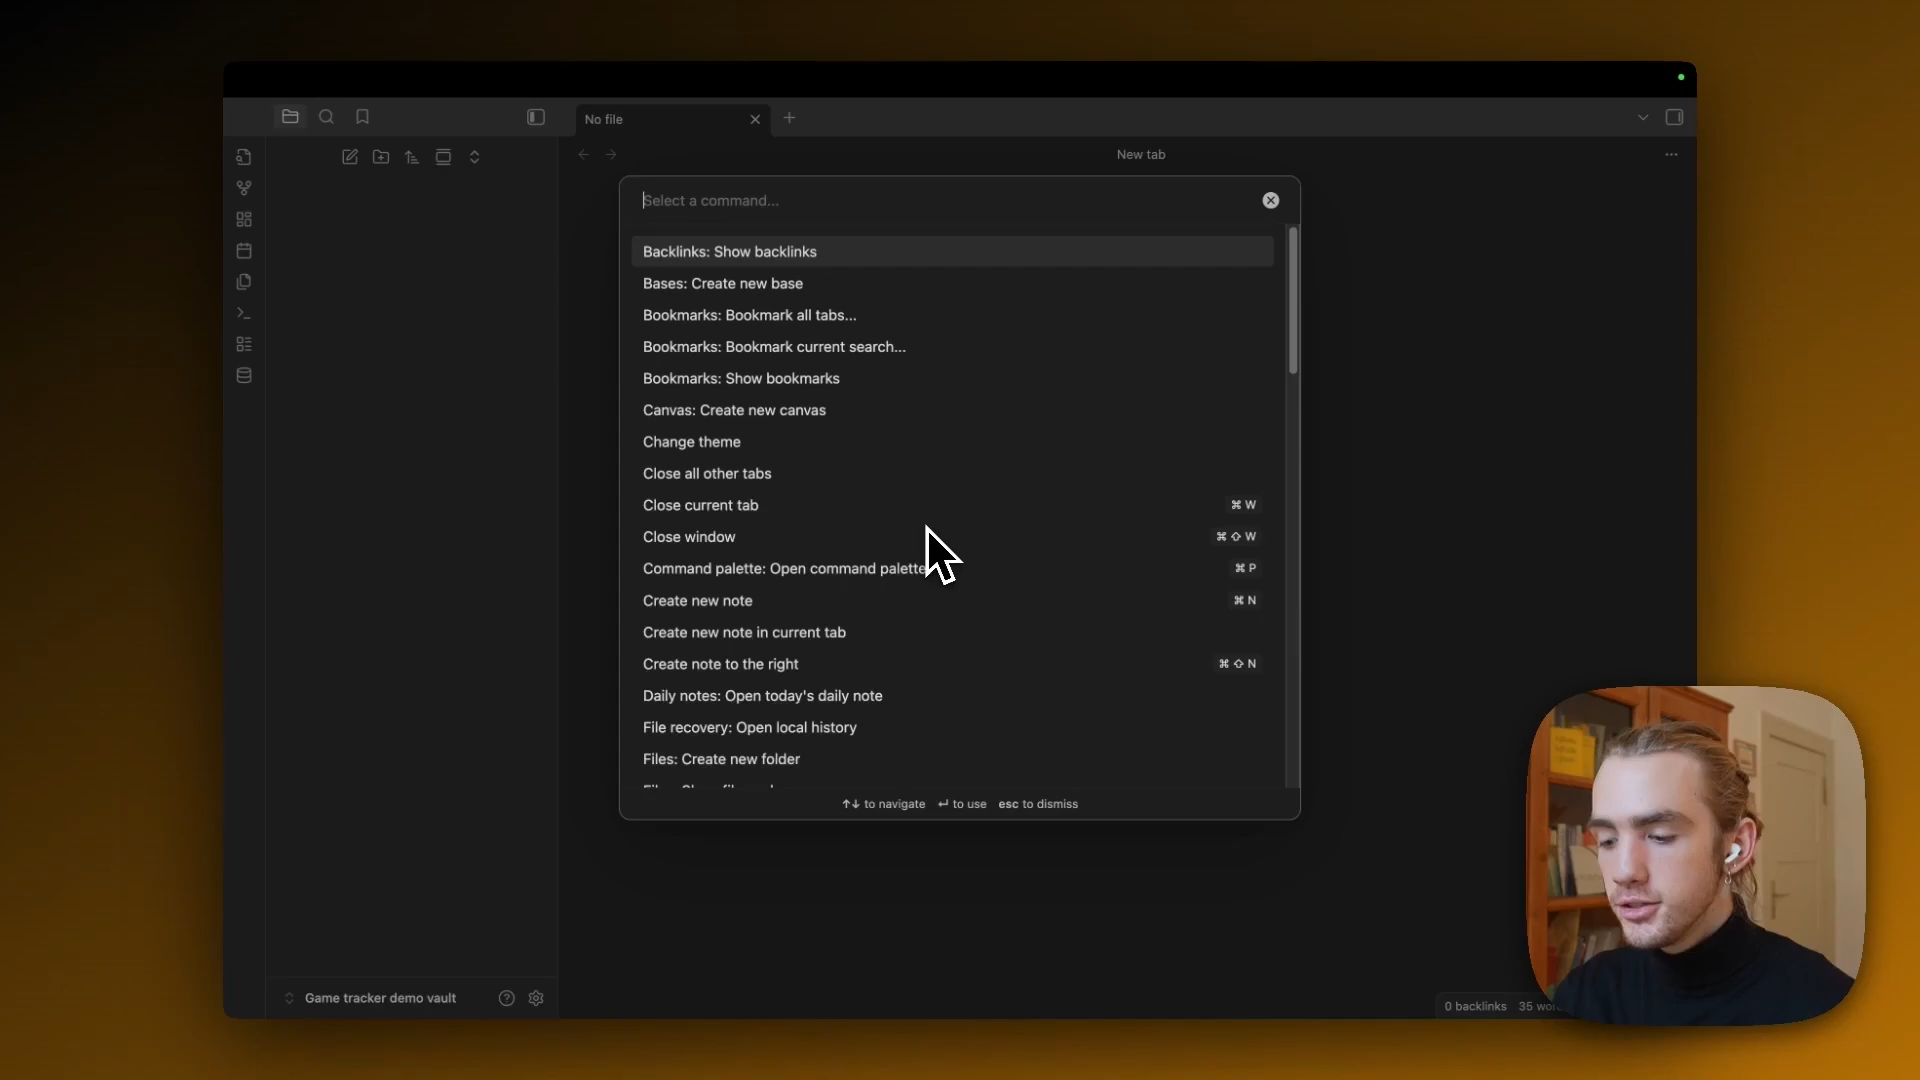 No file
New tab
Select a command...
Backlinks: Show backlinks
Bases: Create new base
Bookmarks: Bookmark all tabs...
Bookmarks: Bookmark current search...
Bookmarks: Show bookmarks
Canvas: Create new canvas
Change theme
Close all other tabs
Close current tab ⌘ W
Close window ⌘ ⇧ W
Command palette: Open command palette ⌘ P
Create new note ⌘ N
Create new note in current tab
Create note to the right ⌘ ⇧ N
Daily notes: Open today's daily note
File recovery: Open local history
Files: Create new folder
↑↓ to navigate ↵ to use esc to dismiss
Game tracker demo vault
0 backlinks 35